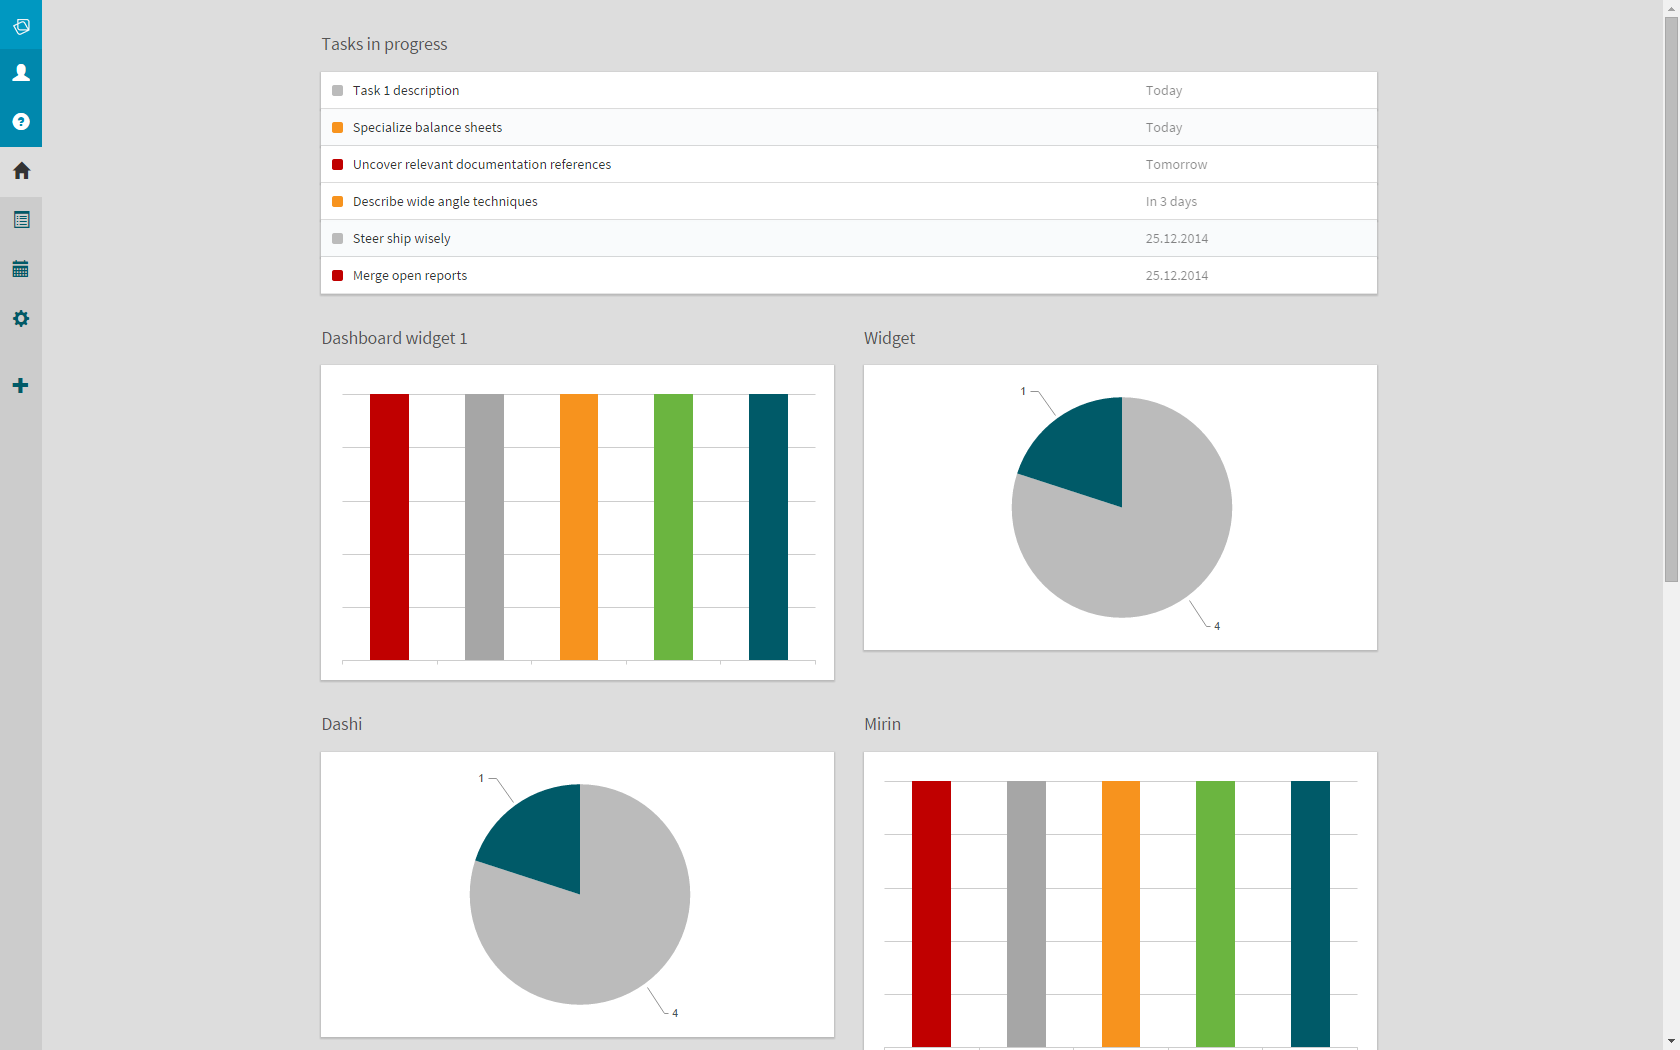 Tasks in progress
Task 1 description Today
Specialize balance sheets Today
Uncover relevant documentation references Tomorrow
Describe wide angle techniques In 3 days
Steer ship wisely 25.12.2014
Merge open reports 25.12.2014
Dashboard widget 1
Widget
1
4
Dashi
Mirin
1
4